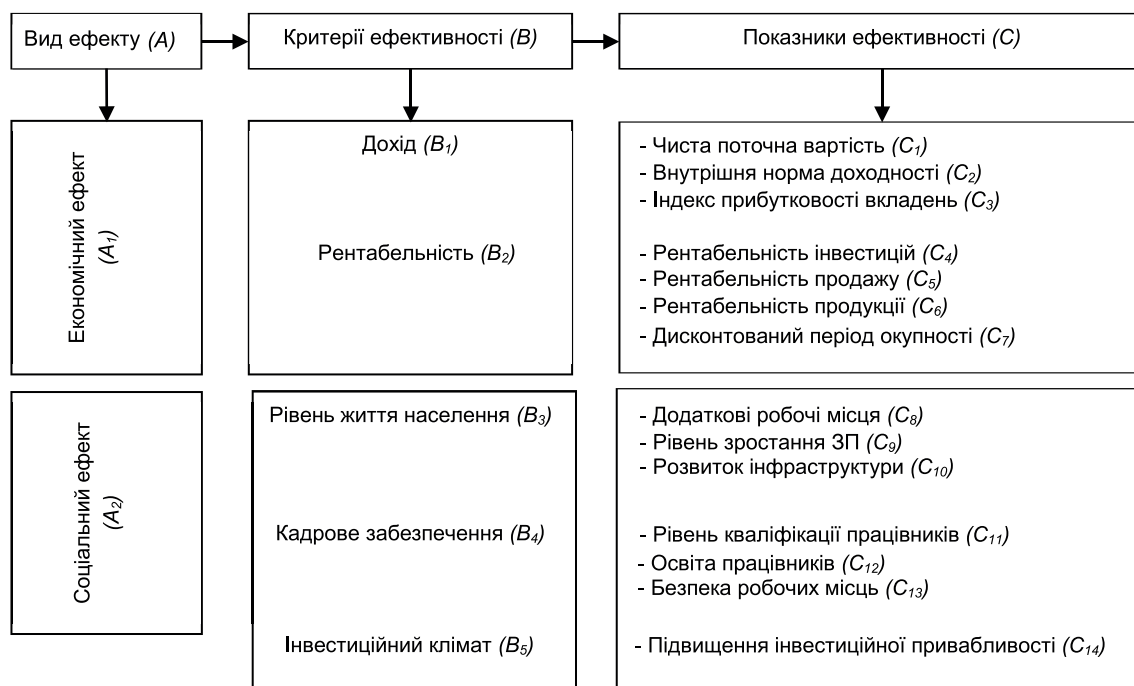 Вид ефекту (A)
Критерії ефективності (B)
Показники ефективності (C)
Економічний ефект
(A1)
Дохід (B1)
Рентабельність (B2)
- Чиста поточна вартість (C1)
- Внутрішня норма доходності (C2)
- Індекс прибутковості вкладень (C3)
- Рентабельність інвестицій (C4)
- Рентабельність продажу (C5)
- Рентабельність продукції (C6)
- Дисконтований період окупності (C7)
Соціальний ефект
(A2)
Рівень життя населення (B3)
Кадрове забезпечення (B4)
Інвестиційний клімат (B5)
- Додаткові робочі місця (C8)
- Рівень зростання ЗП (C9)
- Розвиток інфраструктури (C10)
- Рівень кваліфікації працівників (C11)
- Освіта працівників (C12)
- Безпека робочих місць (C13)
- Підвищення інвестиційної привабливості (C14)